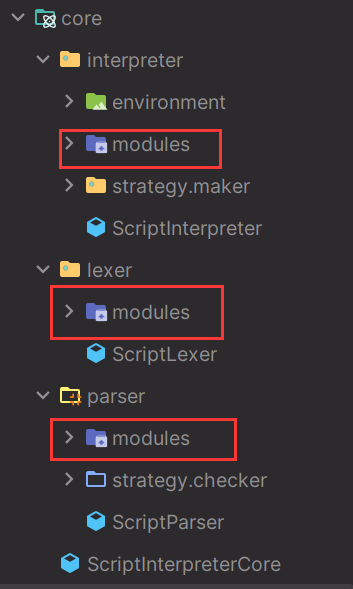 core
interpreter
environment
modules
strategy.maker
ScriptInterpreter
lexer
modules
ScriptLexer
parser
modules
strategy.checker
ScriptParser
ScriptInterpreterCore